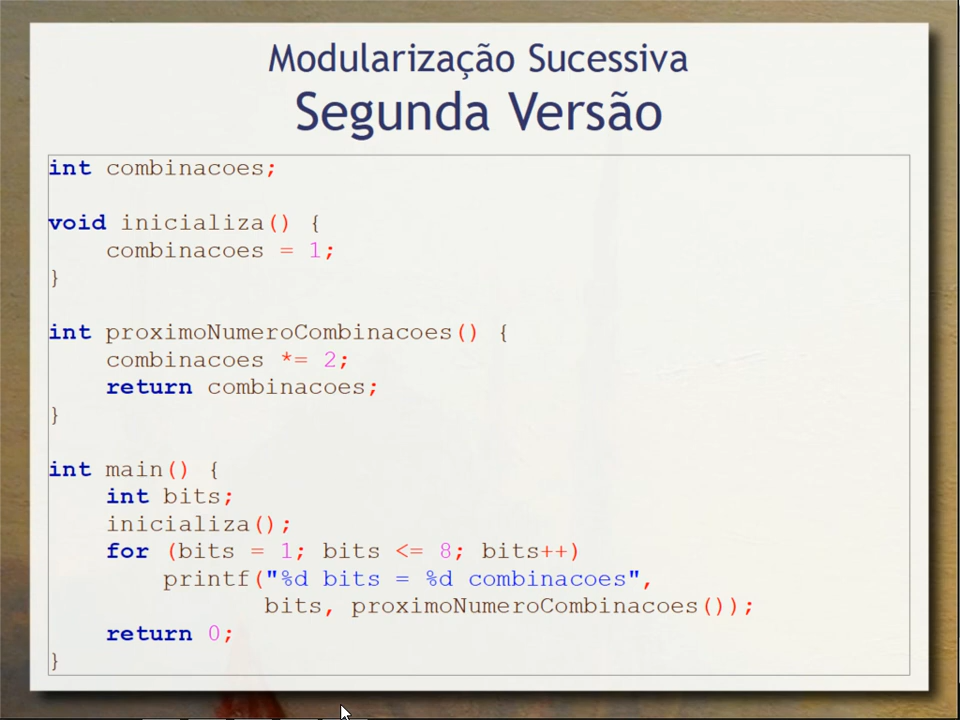 Modularização Sucessiva
Segunda Versão
int combinacoes;
void inicializa() {
combinacoes = 1;
}
int proximoNumeroCombinacoes() {
combinacoes *= 2;
return combinacoes;
}
int main() {
int bits;
inicializa();
for (bits = 1; bits <= 8; bits++)
printf("%d bits = %d combinacoes",
bits, proximoNumeroCombinacoes());
return 0;
}